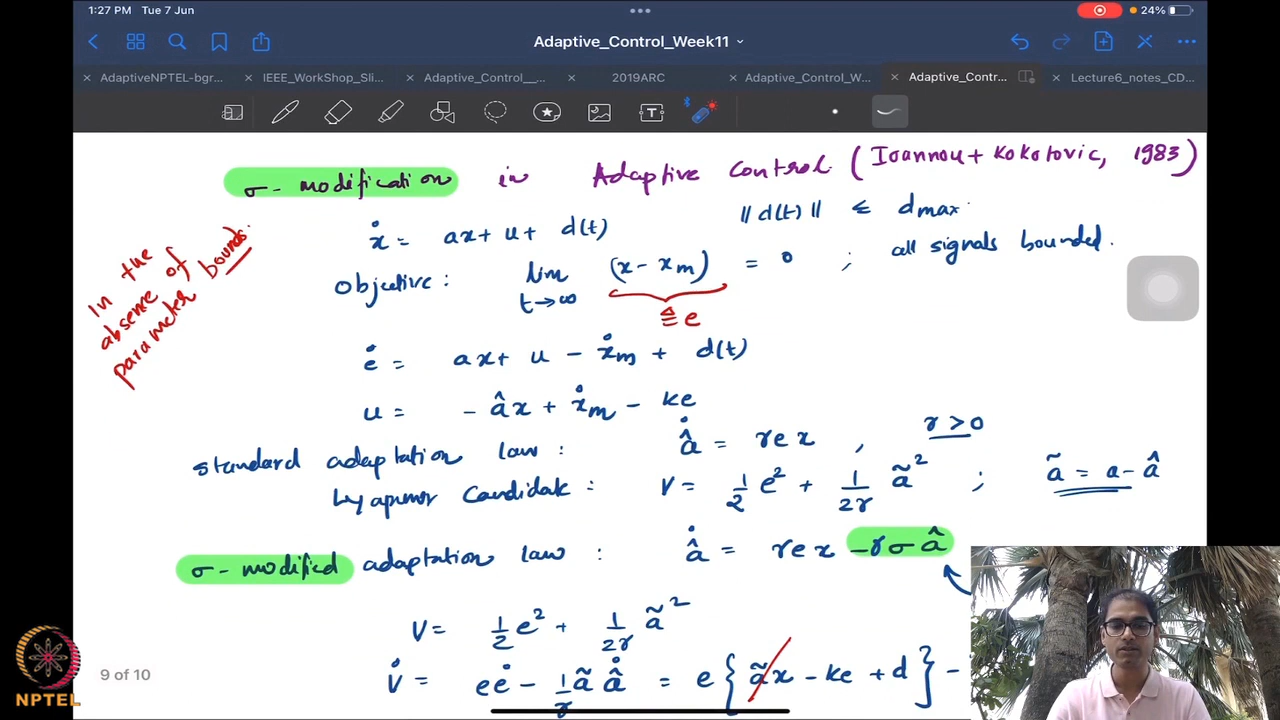 1:27 PM Tue 7 Jun
24%
Adaptive_Control_Week11
AdaptiveNPTEL-bgr...
IEEE_WorkShop_Sli...
Adaptive_Control__...
2019ARC
Adaptive_Control_W...
Adaptive_Contr...
Lecture6_notes_CD...
σ - modification in Adaptive Control (Ioannou + Kokotovic, 1983)
ẋ = ax + u + d(t) ‖d(t)‖ ≤ dmax
Objective: lim t→∞ (x - xm) = 0 ; all signals bounded.
≜ e
In the absense of parameter bounds.
ė = ax + u - ẋm + d(t)
u = - âx + ẋm - ke
standard adaptation law : â̇ = γex , γ > 0
Lyapunov Candidate : V = 1/2 e² + 1/2γ ã² ; ã = a - â
σ - modified adaptation law : â̇ = γex - γσâ
V = 1/2 e² + 1/2γ ã²
V̇ = eė - 1/γ ã â̇ = e { ãx - ke + d } -
9 of 10
NPTEL